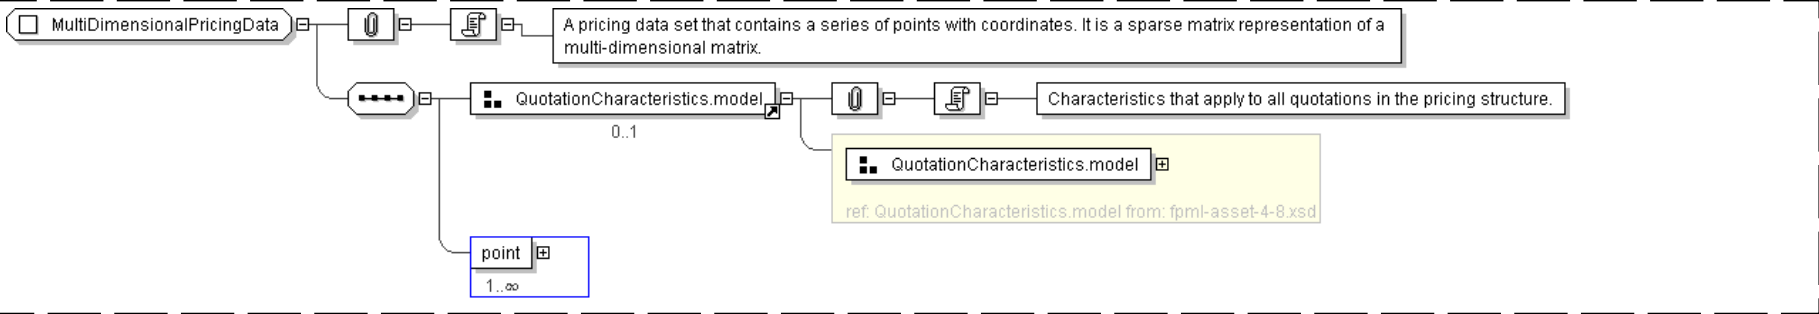 MultiDimensionalPricingData
A pricing data set that contains a series of points with coordinates. It is a sparse matrix representation of a
multi-dimensional matrix.
QuotationCharacteristics.model
Characteristics that apply to all quotations in the pricing structure.
0..1
QuotationCharacteristics.model
ref: QuotationCharacteristics.model from: fpml-asset-4-8.xsd
point
1..∞